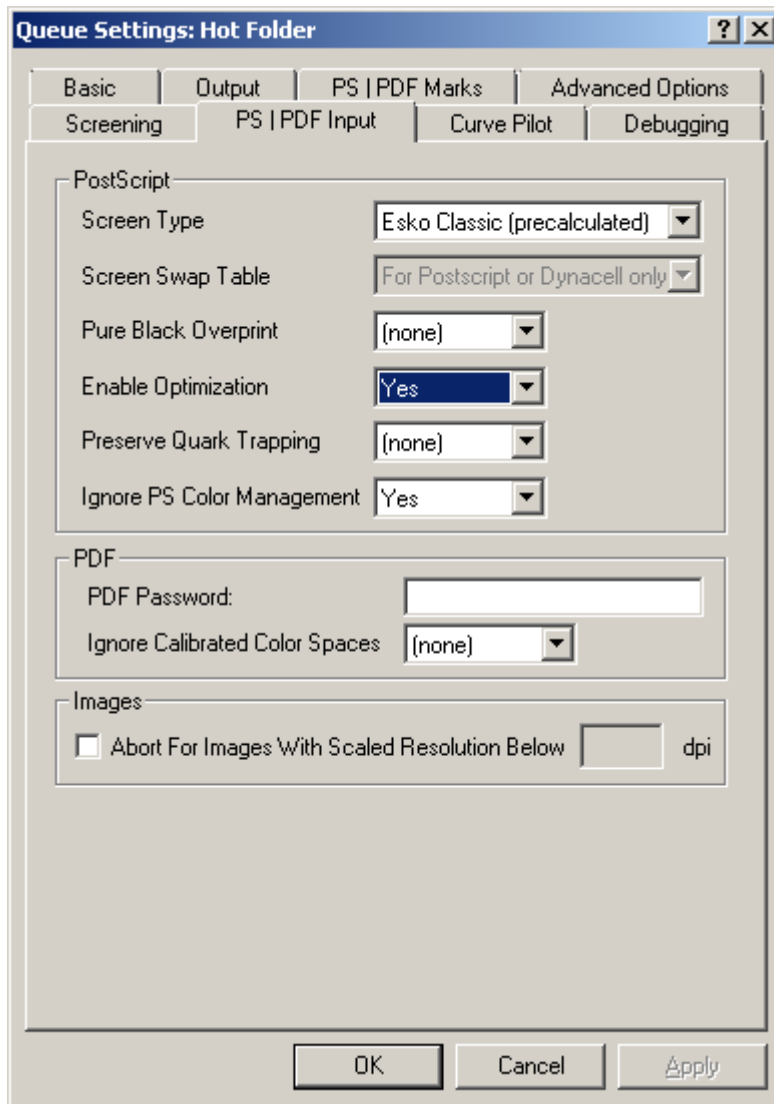 Queue Settings: Hot Folder
Basic Output PS | PDF Marks Advanced Options
Screening PS | PDF Input Curve Pilot Debugging
PostScript
Screen Type Esko Classic (precalculated)
Screen Swap Table For Postscript or Dynacell only
Pure Black Overprint (none)
Enable Optimization Yes
Preserve Quark Trapping (none)
Ignore PS Color Management Yes
PDF
PDF Password:
Ignore Calibrated Color Spaces (none)
Images
Abort For Images With Scaled Resolution Below dpi
OK Cancel Apply